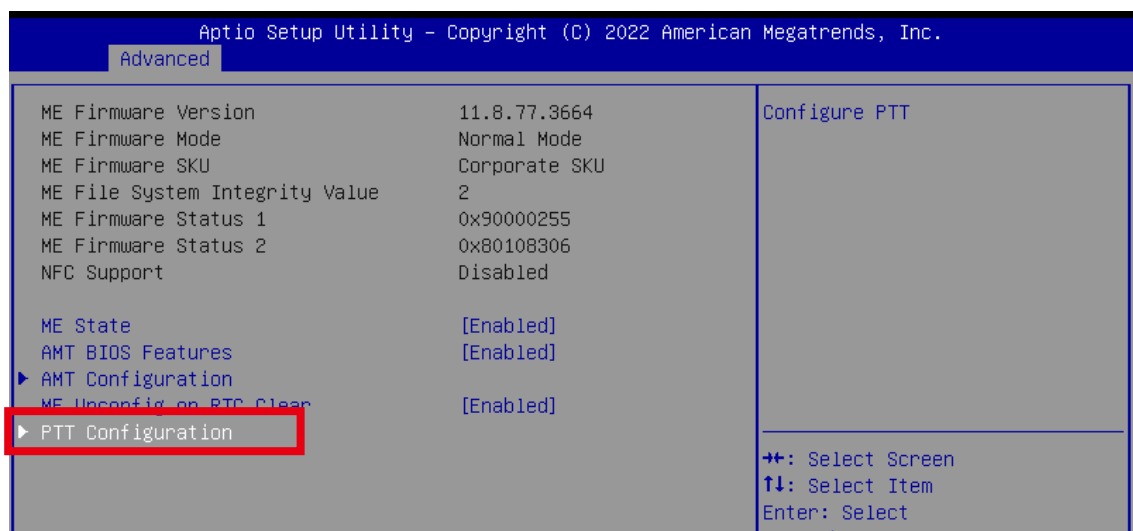 Aptio Setup Utility – Copyright (C) 2022 American Megatrends, Inc.
Advanced
ME Firmware Version 11.8.77.3664
ME Firmware Mode Normal Mode
ME Firmware SKU Corporate SKU
ME File System Integrity Value 2
ME Firmware Status 1 0x90000255
ME Firmware Status 2 0x80108306
NFC Support Disabled
ME State [Enabled]
AMT BIOS Features [Enabled]
AMT Configuration
ME Unconfig on RTC Clear [Enabled]
PTT Configuration
Configure PTT
→←: Select Screen
↑↓: Select Item
Enter: Select